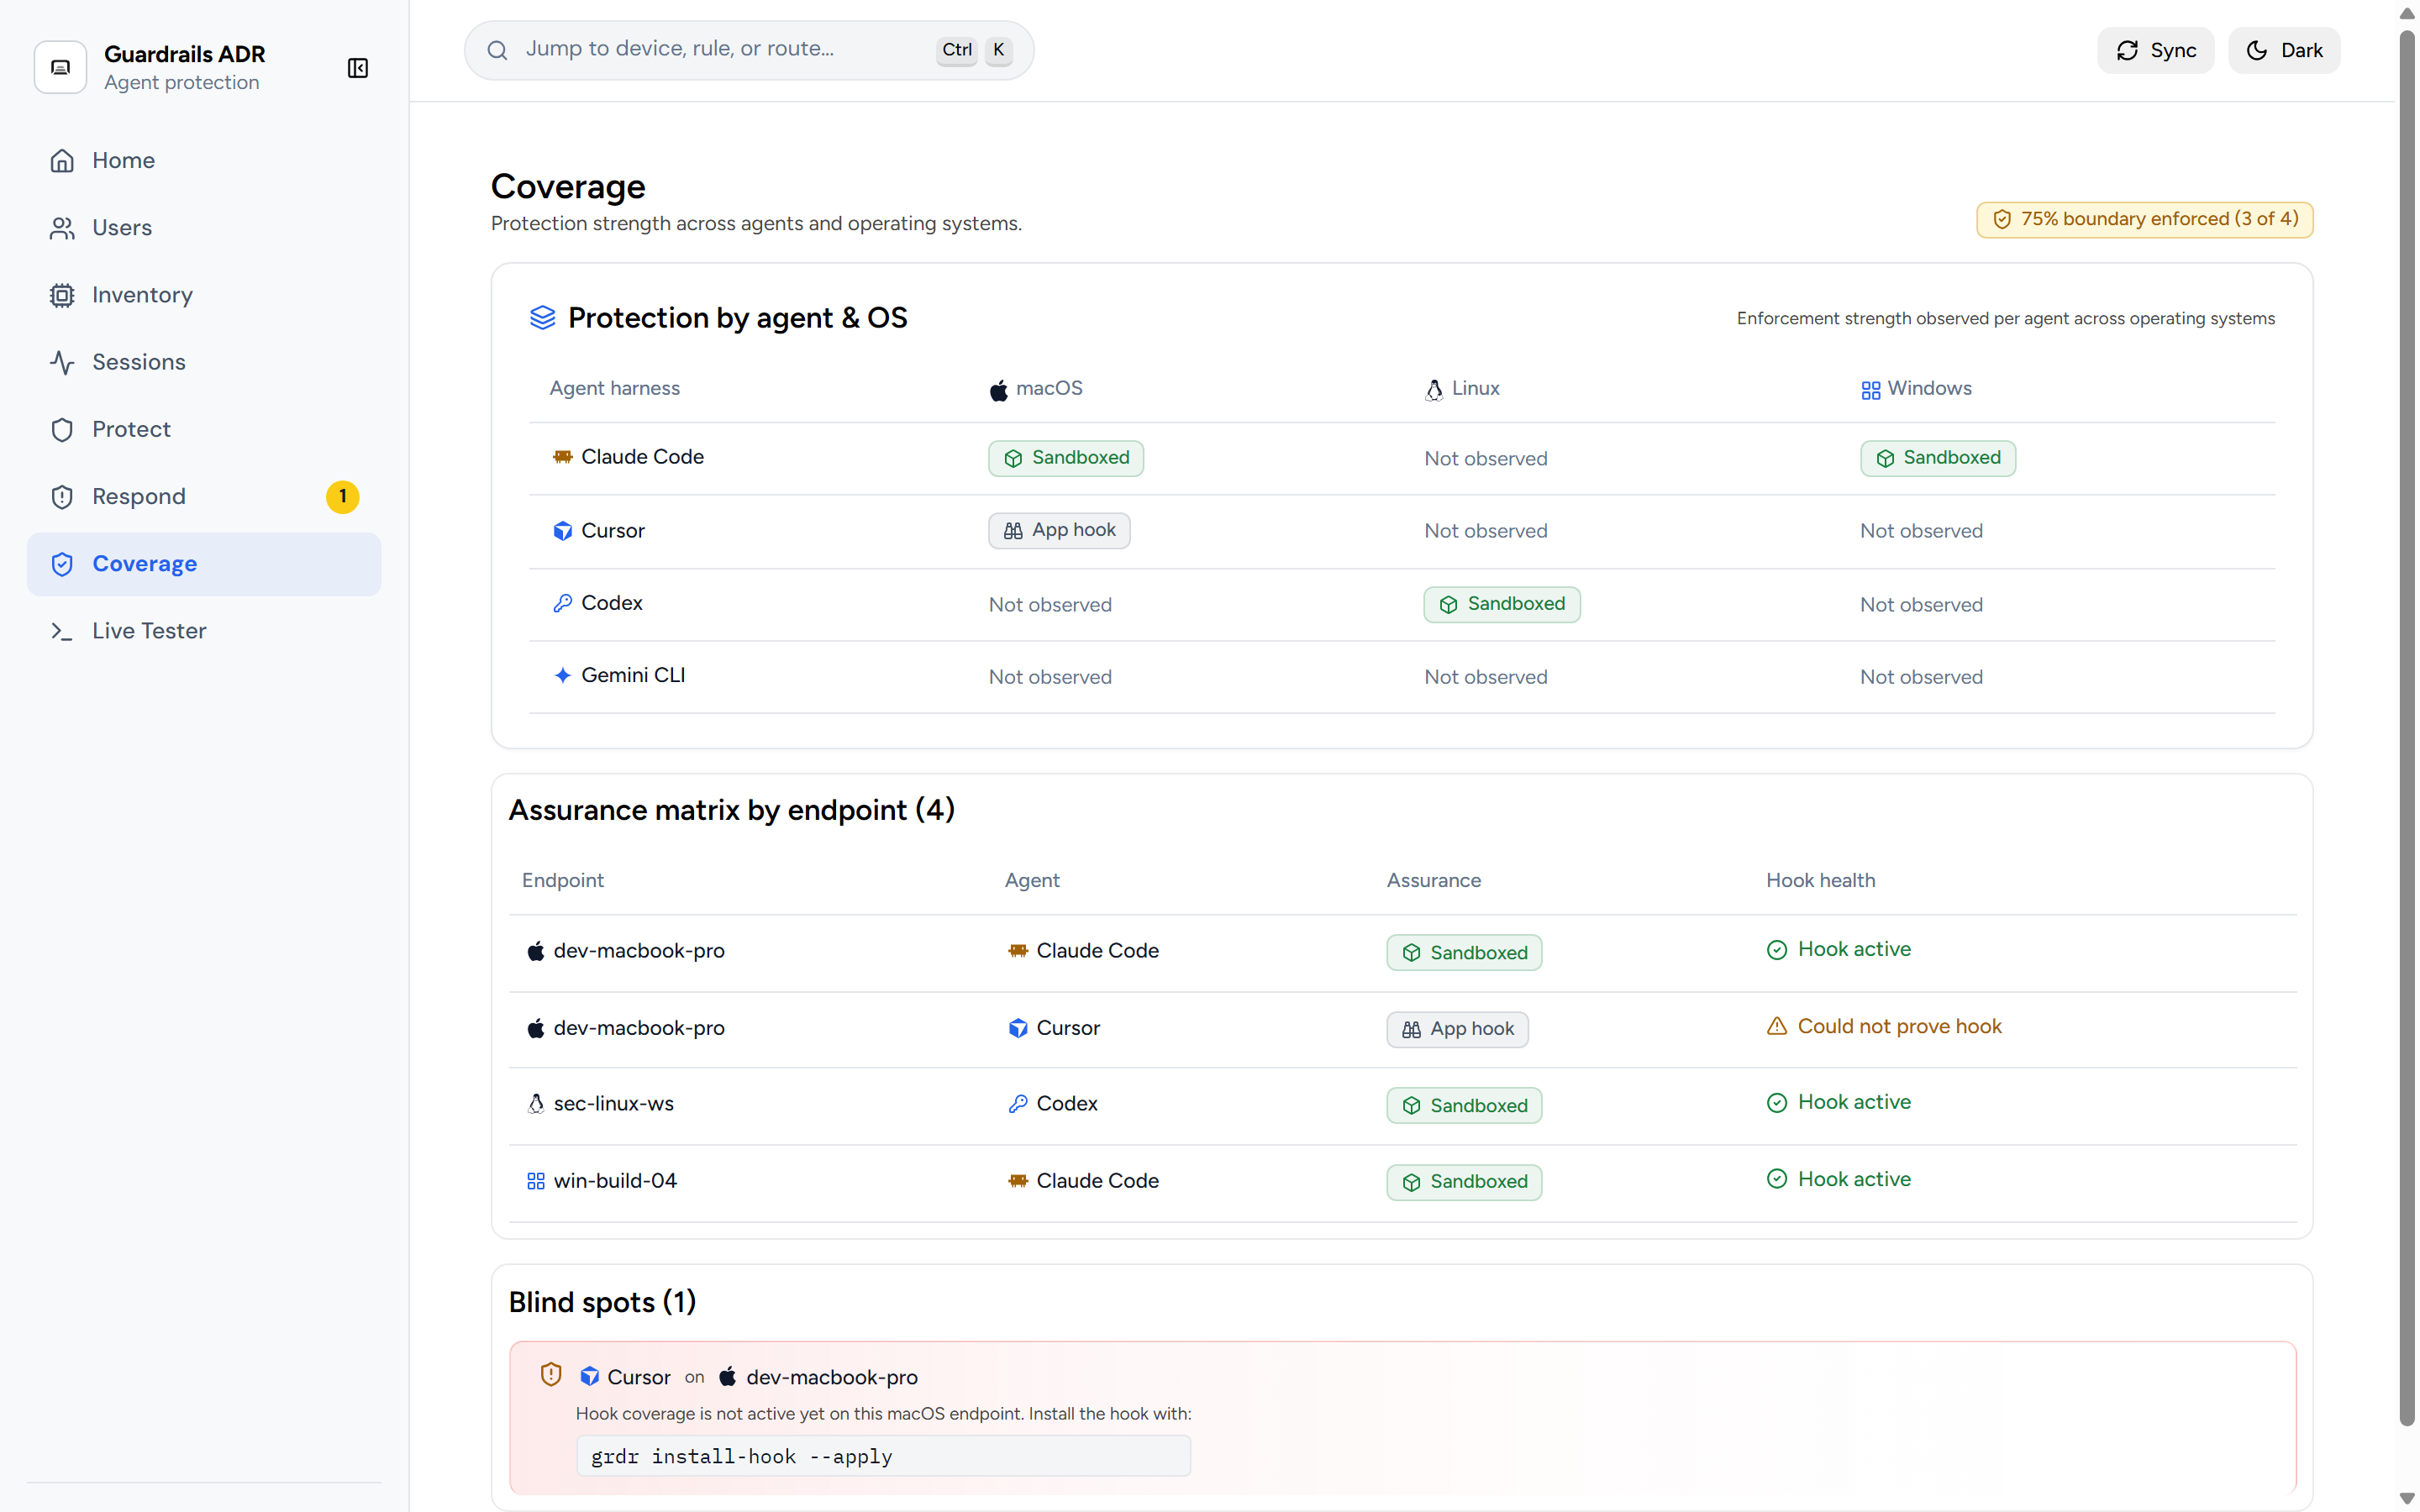 Guardrails ADR
Agent protection
Jump to device, rule, or route...
Ctrl K
Sync
Dark
Home
Users
Inventory
Sessions
Protect
Respond 1
Coverage
Live Tester
Coverage
Protection strength across agents and operating systems.
75% boundary enforced (3 of 4)
Protection by agent & OS
Enforcement strength observed per agent across operating systems
Agent harness macOS Linux Windows
Claude Code Sandboxed Not observed Sandboxed
Cursor App hook Not observed Not observed
Codex Not observed Sandboxed Not observed
Gemini CLI Not observed Not observed Not observed
Assurance matrix by endpoint (4)
Endpoint Agent Assurance Hook health
dev-macbook-pro Claude Code Sandboxed Hook active
dev-macbook-pro Cursor App hook Could not prove hook
sec-linux-ws Codex Sandboxed Hook active
win-build-04 Claude Code Sandboxed Hook active
Blind spots (1)
Cursor on dev-macbook-pro
Hook coverage is not active yet on this macOS endpoint. Install the hook with:
grdr install-hook --apply